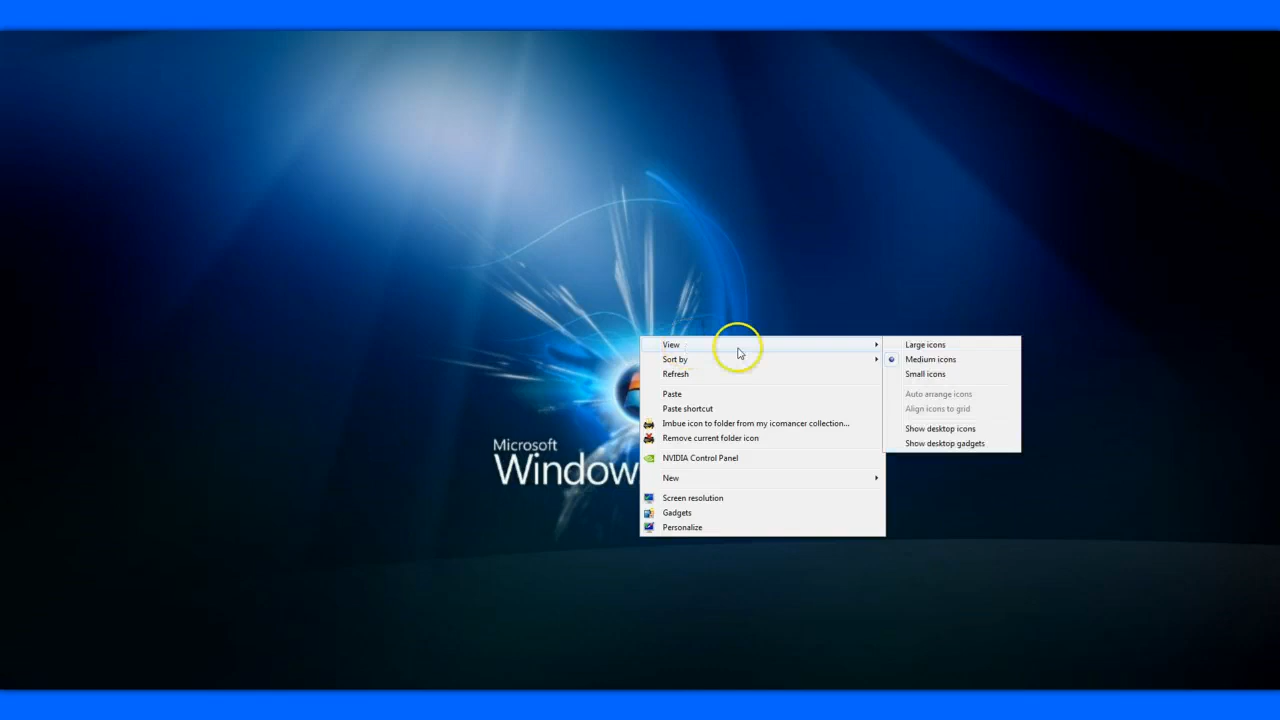 View
Sort by
Refresh
Paste
Paste shortcut
Imbue icon to folder from my icomancer collection...
Remove current folder icon
NVIDIA Control Panel
New
Screen resolution
Gadgets
Personalize
Large icons
Medium icons
Small icons
Auto arrange icons
Align icons to grid
Show desktop icons
Show desktop gadgets
Microsoft
Window